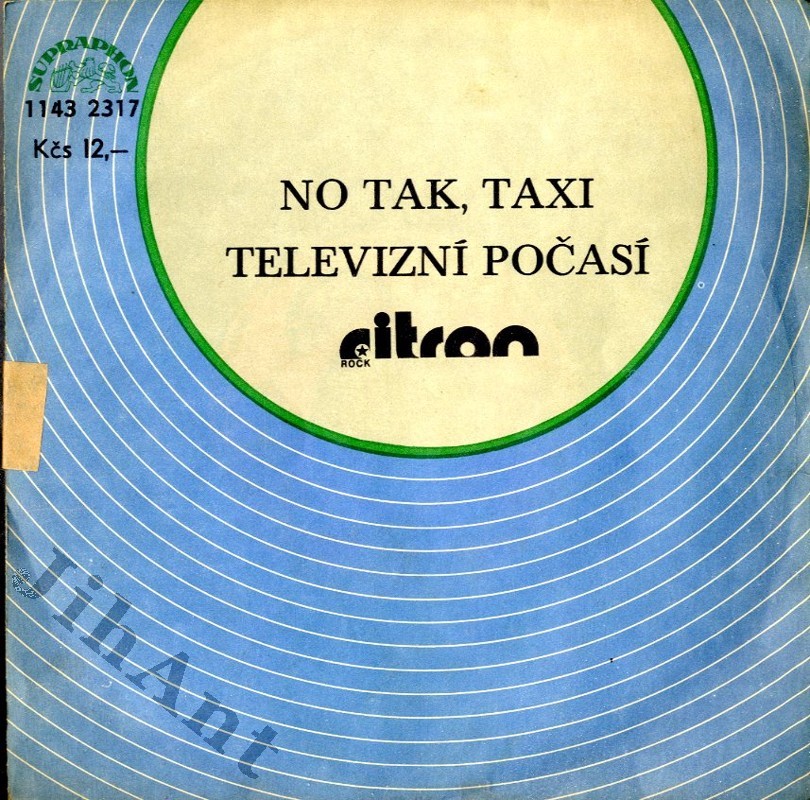 SUPRAPHON
1143 2317
Kčs 12,—
NO TAK, TAXI
TELEVIZNÍ POČASÍ
citron
ROCK
JihAnt